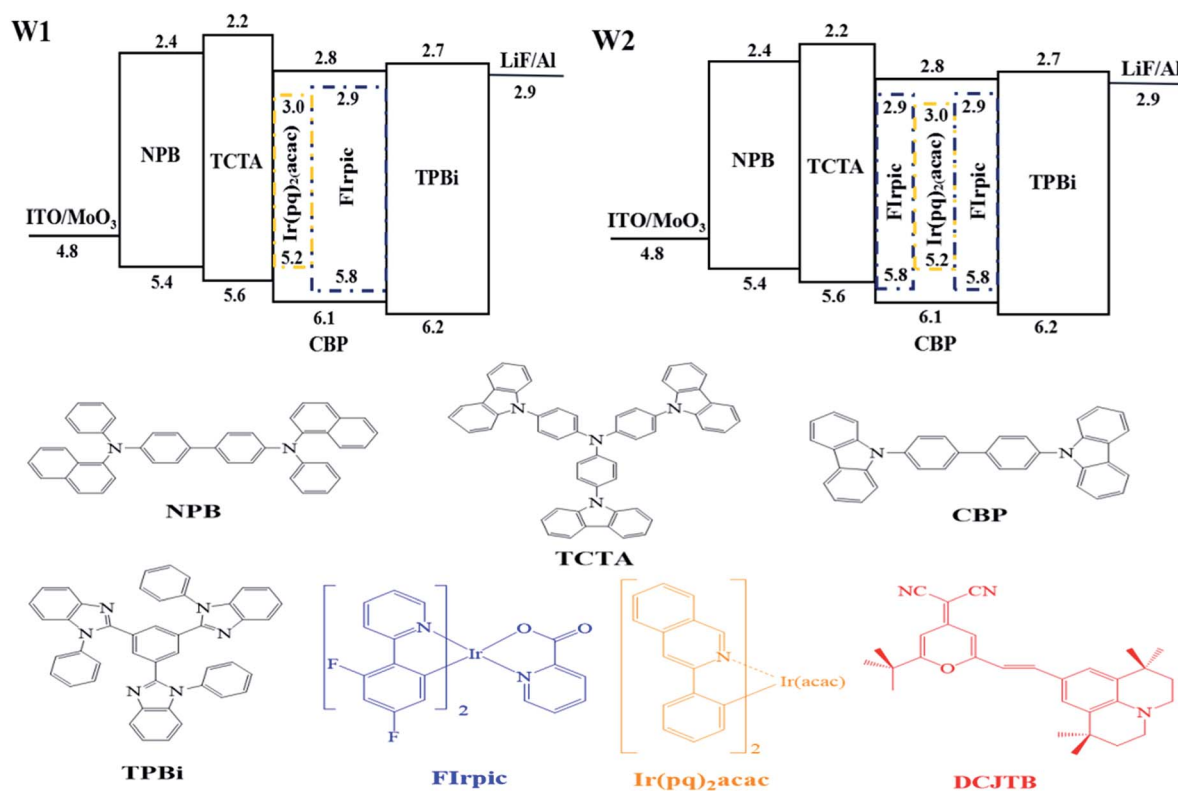 W1
2.4
2.2
2.8
2.7
LiF/Al
2.9
3.0
2.9
NPB
TCTA
Ir(pq)2(acac)
FIrpic
TPBi
ITO/MoO3
4.8
5.2
5.8
5.4
5.6
6.1
6.2
CBP
W2
2.4
2.2
2.8
2.7
LiF/Al
2.9
2.9
3.0
2.9
NPB
TCTA
FIrpic
Ir(pq)2(acac)
FIrpic
TPBi
ITO/MoO3
4.8
5.8
5.2
5.8
5.4
5.6
6.1
6.2
CBP
N
N
NPB
N
N
N
N
TCTA
N
N
CBP
N
N
N
N
N
N
TPBi
F
F
N
Ir
O
O
N
2
FIrpic
N
Ir(acac)
2
Ir(pq)2acac
NC
CN
O
N
DCJTB